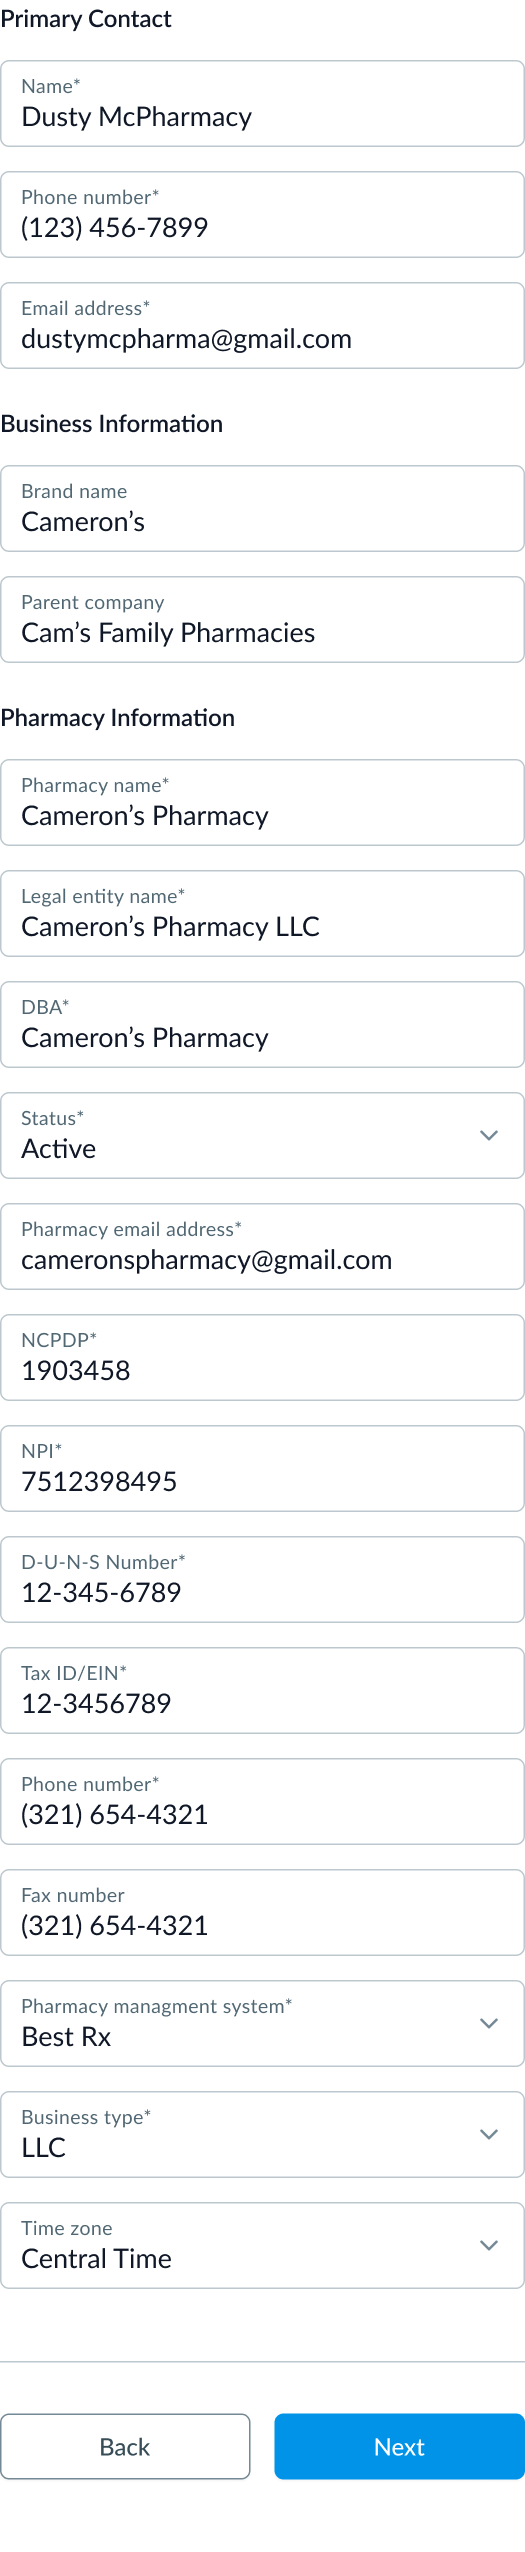 Primary Contact
Name*
Dusty McPharmacy
Phone number*
(123) 456-7899
Email address*
dustymcpharma@gmail.com
Business Information
Brand name
Cameron’s
Parent company
Cam’s Family Pharmacies
Pharmacy Information
Pharmacy name*
Cameron’s Pharmacy
Legal entity name*
Cameron’s Pharmacy LLC
DBA*
Cameron’s Pharmacy
Status*
Active
Pharmacy email address*
cameronspharmacy@gmail.com
NCPDP*
1903458
NPI*
7512398495
D-U-N-S Number*
12-345-6789
Tax ID/EIN*
12-3456789
Phone number*
(321) 654-4321
Fax number
(321) 654-4321
Pharmacy managment system*
Best Rx
Business type*
LLC
Time zone
Central Time
Back
Next